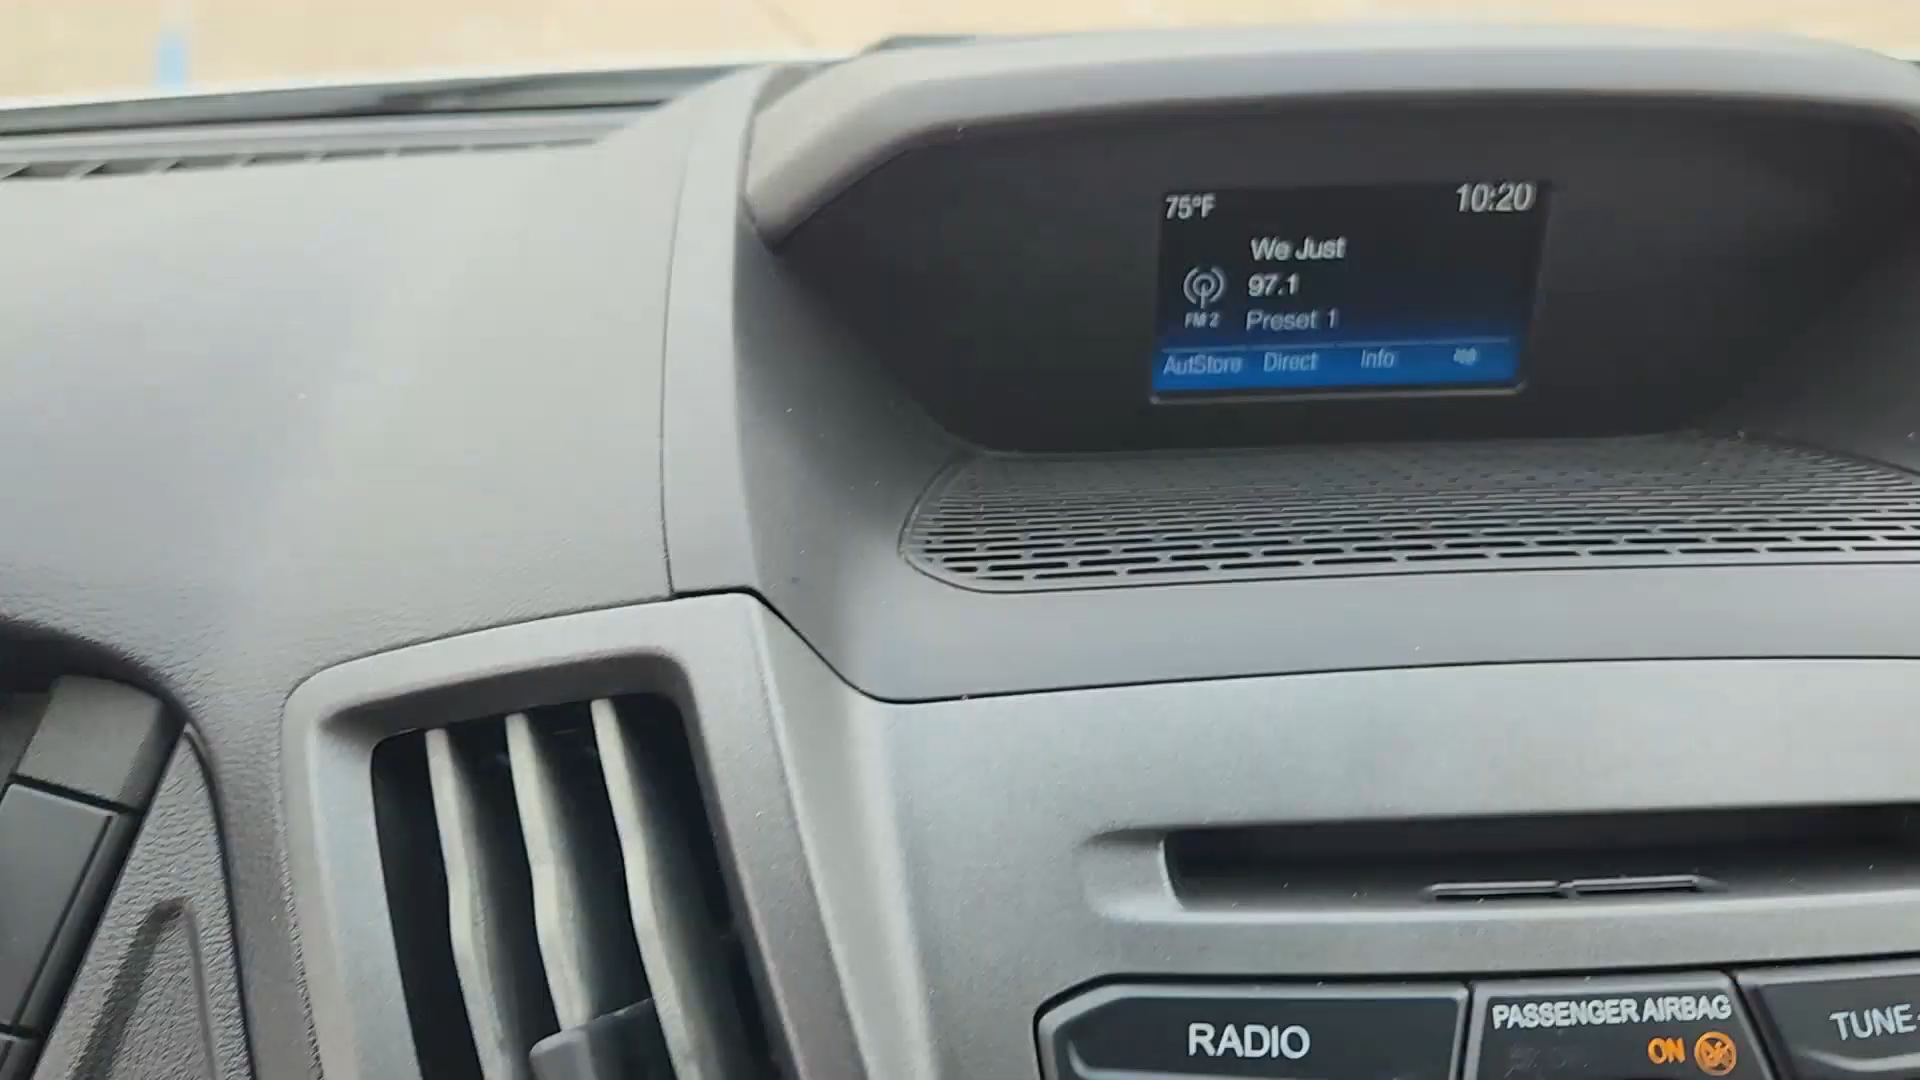 75°F 10:20
We Just
97.1
FM 2 Preset 1
AutStore Direct Info
RADIO PASSENGER AIRBAG TUNE
ON